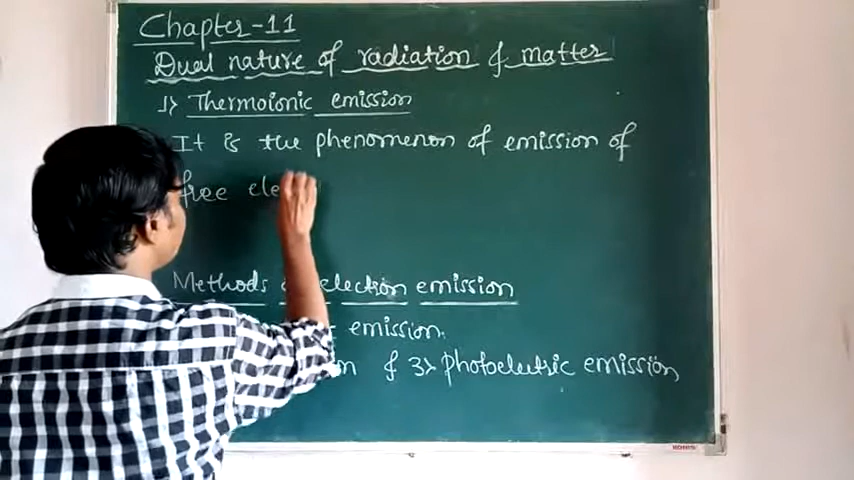 Chapter-11
Dual nature of radiation & matter
1> Thermoionic emission
It is the phenomenon of emission of
free ele
Methods electron emission
emission.
& 3> photoelectric emission